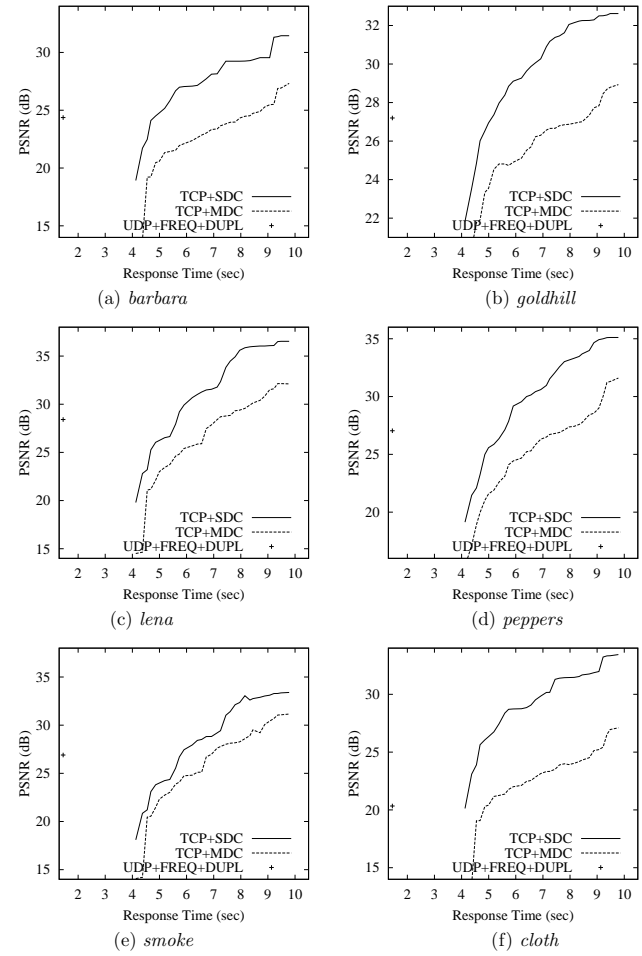 PSNR (dB)
30
25
20
15
TCP+SDC
TCP+MDC
UDP+FREQ+DUPL
2 3 4 5 6 7 8 9 10
Response Time (sec)
(a) barbara
PSNR (dB)
32
30
28
26
24
22
TCP+SDC
TCP+MDC
UDP+FREQ+DUPL
2 3 4 5 6 7 8 9 10
Response Time (sec)
(b) goldhill
PSNR (dB)
35
30
25
20
15
TCP+SDC
TCP+MDC
UDP+FREQ+DUPL
2 3 4 5 6 7 8 9 10
Response Time (sec)
(c) lena
PSNR (dB)
35
30
25
20
TCP+SDC
TCP+MDC
UDP+FREQ+DUPL
2 3 4 5 6 7 8 9 10
Response Time (sec)
(d) peppers
PSNR (dB)
35
30
25
20
15
TCP+SDC
TCP+MDC
UDP+FREQ+DUPL
2 3 4 5 6 7 8 9 10
Response Time (sec)
(e) smoke
PSNR (dB)
30
25
20
15
TCP+SDC
TCP+MDC
UDP+FREQ+DUPL
2 3 4 5 6 7 8 9 10
Response Time (sec)
(f) cloth